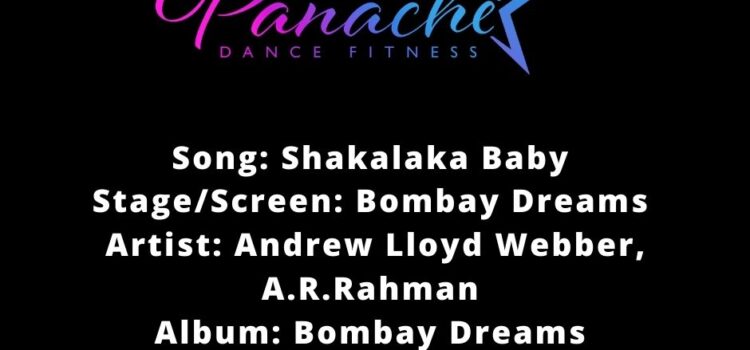 Panache
DANCE FITNESS
Song: Shakalaka Baby
Stage/Screen: Bombay Dreams
Artist: Andrew Lloyd Webber,
A.R.Rahman
Album: Bombay Dreams